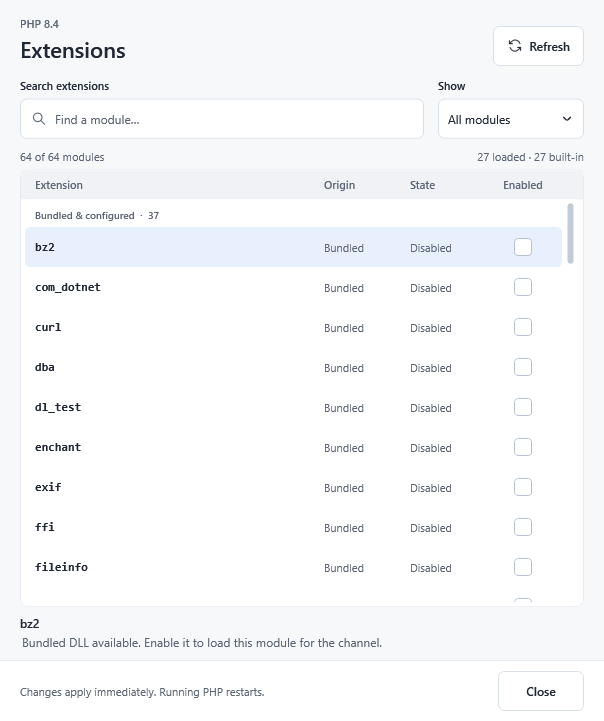 PHP 8.4
Extensions
Refresh
Search extensions
Show
Find a module...
All modules
64 of 64 modules
27 loaded · 27 built-in
Extension Origin State Enabled
Bundled & configured · 37
bz2 Bundled Disabled
com_dotnet Bundled Disabled
curl Bundled Disabled
dba Bundled Disabled
dl_test Bundled Disabled
enchant Bundled Disabled
exif Bundled Disabled
ffi Bundled Disabled
fileinfo Bundled Disabled
bz2
Bundled DLL available. Enable it to load this module for the channel.
Changes apply immediately. Running PHP restarts.
Close